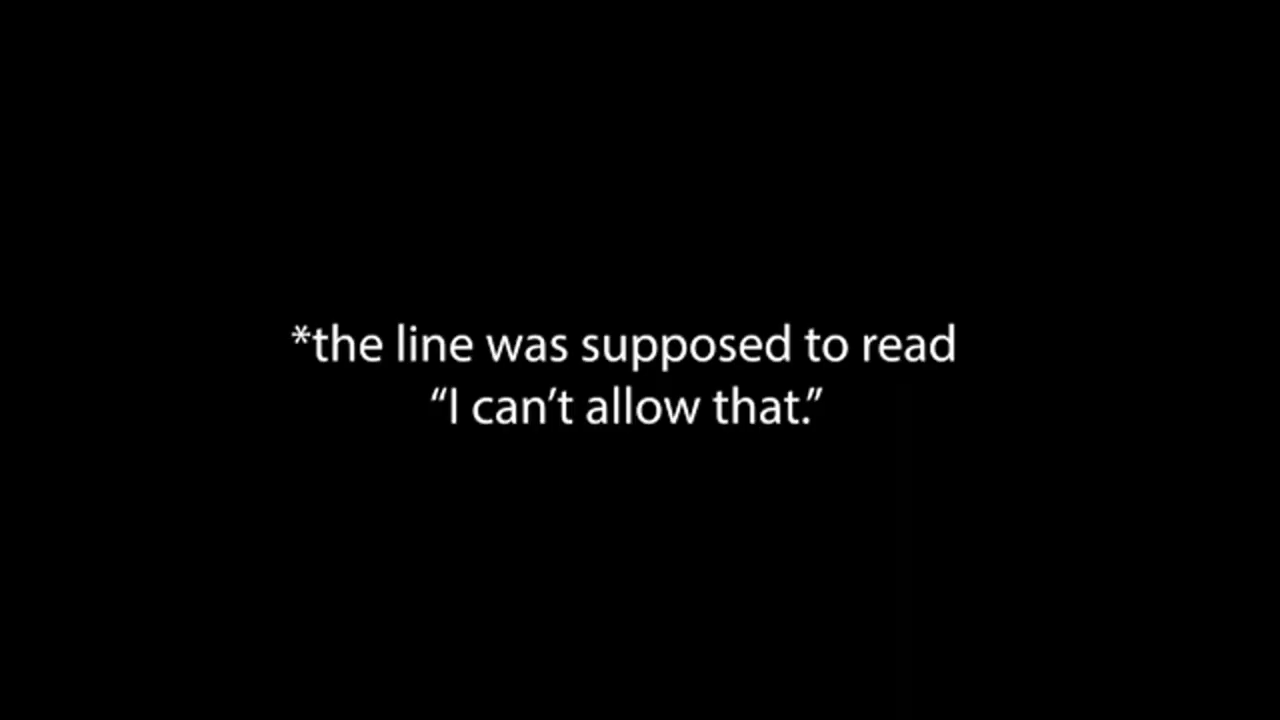 *the line was supposed to read
“I can’t allow that.”